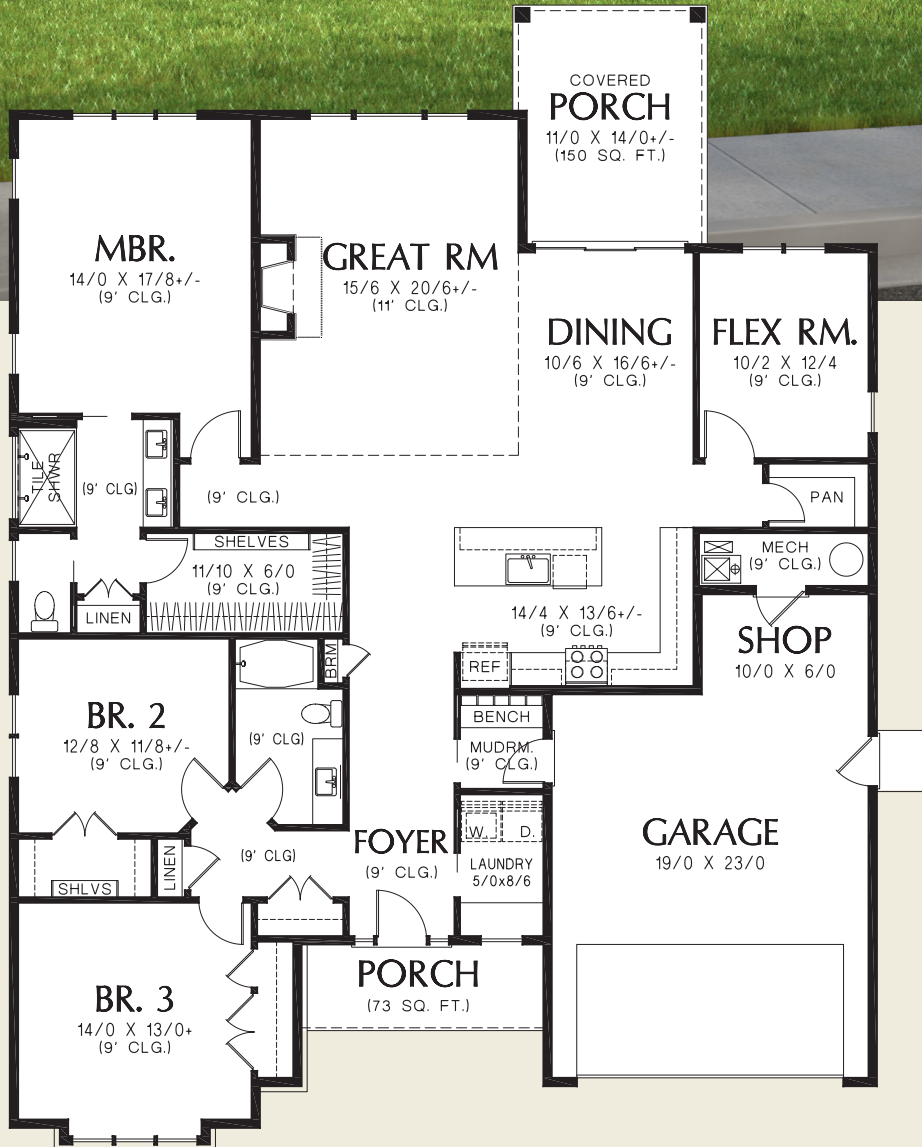 COVERED
PORCH
11/0 X 14/0+/-
(150 SQ. FT.)
MBR.
14/0 X 17/8+/-
(9' CLG.)
GREAT RM
15/6 X 20/6+/-
(11' CLG.)
DINING
10/6 X 16/6+/-
(9' CLG.)
FLEX RM.
10/2 X 12/4
(9' CLG.)
TILE
SHWR
(9' CLG)
(9' CLG.)
PAN
SHELVES
11/10 X 6/0
(9' CLG.)
LINEN
MECH
(9' CLG.)
14/4 X 13/6+/-
(9' CLG.)
SHOP
10/0 X 6/0
BRM
REF
BENCH
BR. 2
12/8 X 11/8+/-
(9' CLG.)
(9' CLG)
MUDRM.
(9' CLG.)
W.
D.
LAUNDRY
5/0x8/6
FOYER
(9' CLG.)
GARAGE
19/0 X 23/0
(9' CLG)
LINEN
SHLVS
PORCH
(73 SQ. FT.)
BR. 3
14/0 X 13/0+
(9' CLG.)